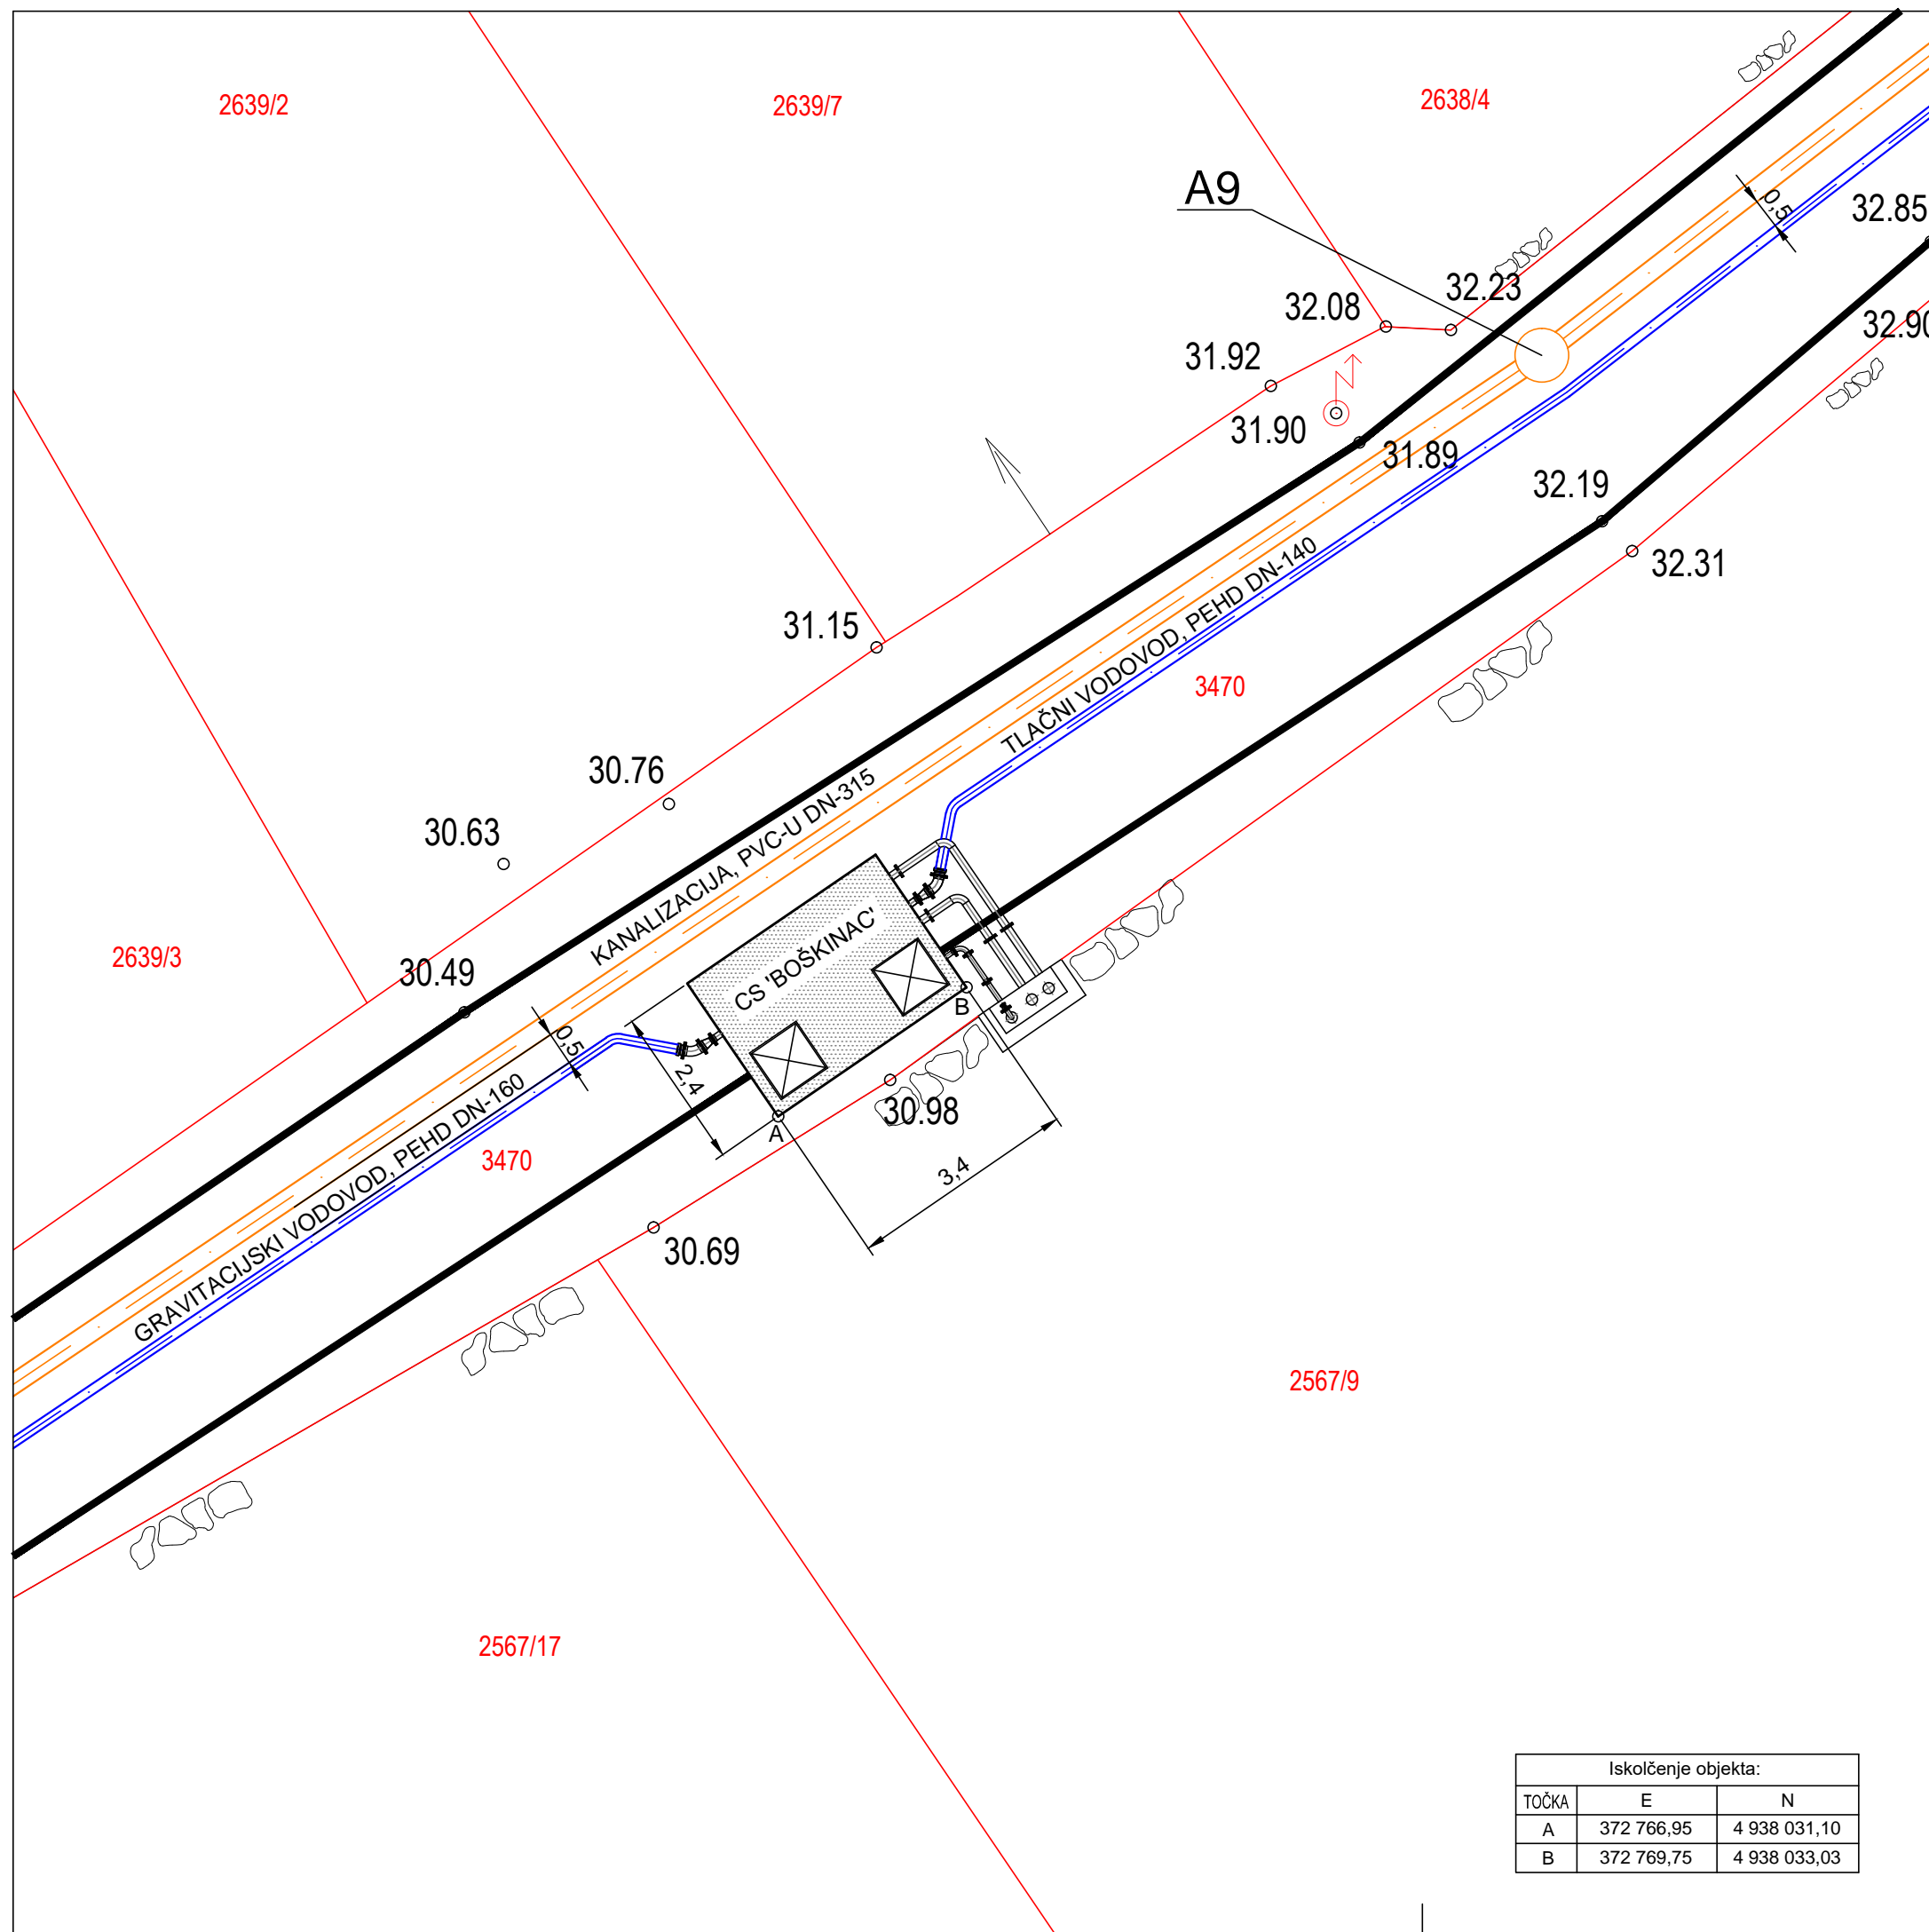 2639/2
2639/7
2638/4
A9
0,5
32.85
32.23
32.08
32.90
31.92
31.90
31.89
32.19
32.31
31.15
TLAČNI VODOVOD, PEHD DN-140
3470
30.76
30.63
KANALIZACIJA, PVC-U DN-315
2639/3
30.49
CS 'BOŠKINAC'
B
0,5
2,4
30.98
A
GRAVITACIJSKI VODOVOD, PEHD DN-160
3470
3,4
30.69
2567/9
2567/17
Iskolčenje objekta:
TOČKA E N
A 372 766,95 4 938 031,10
B 372 769,75 4 938 033,03